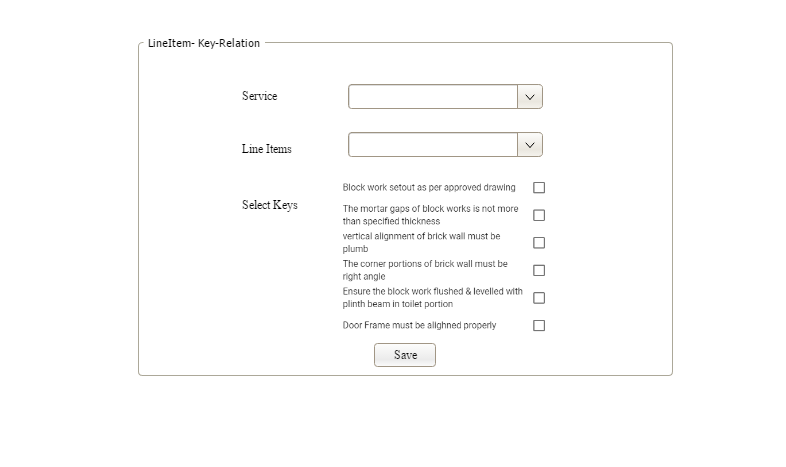 LineItem- Key-Relation
Service
Line Items
Select Keys
Block work setout as per approved drawing
The mortar gaps of block works is not more
than specified thickness
vertical alignment of brick wall must be
plumb
The corner portions of brick wall must be
right angle
Ensure the block work flushed & levelled with
plinth beam in toilet portion
Door Frame must be alighned properly
Save